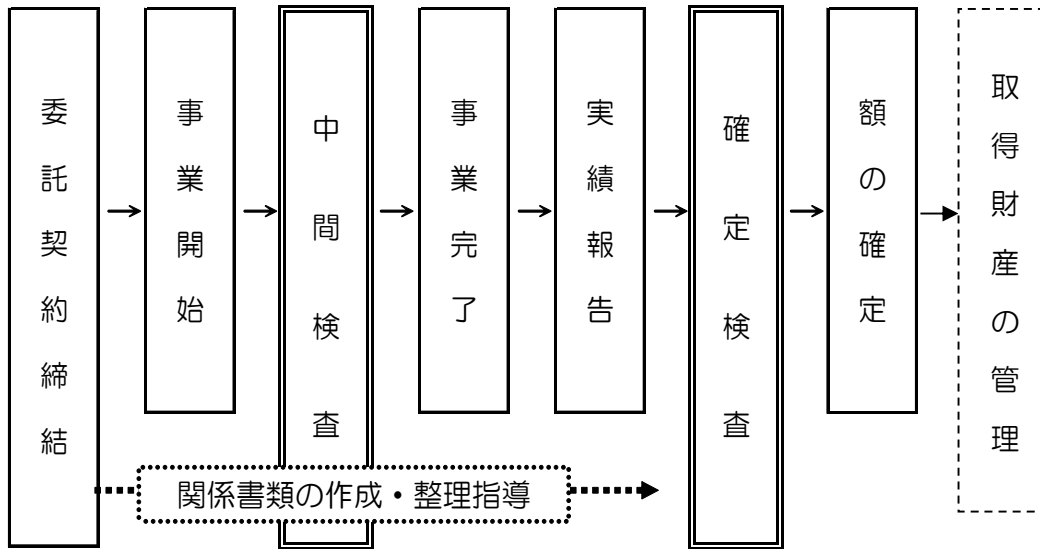 委託契約締結
事業開始
中間検査
事業完了
実績報告
確定検査
額の確定
取得財産の管理
関係書類の作成・整理指導